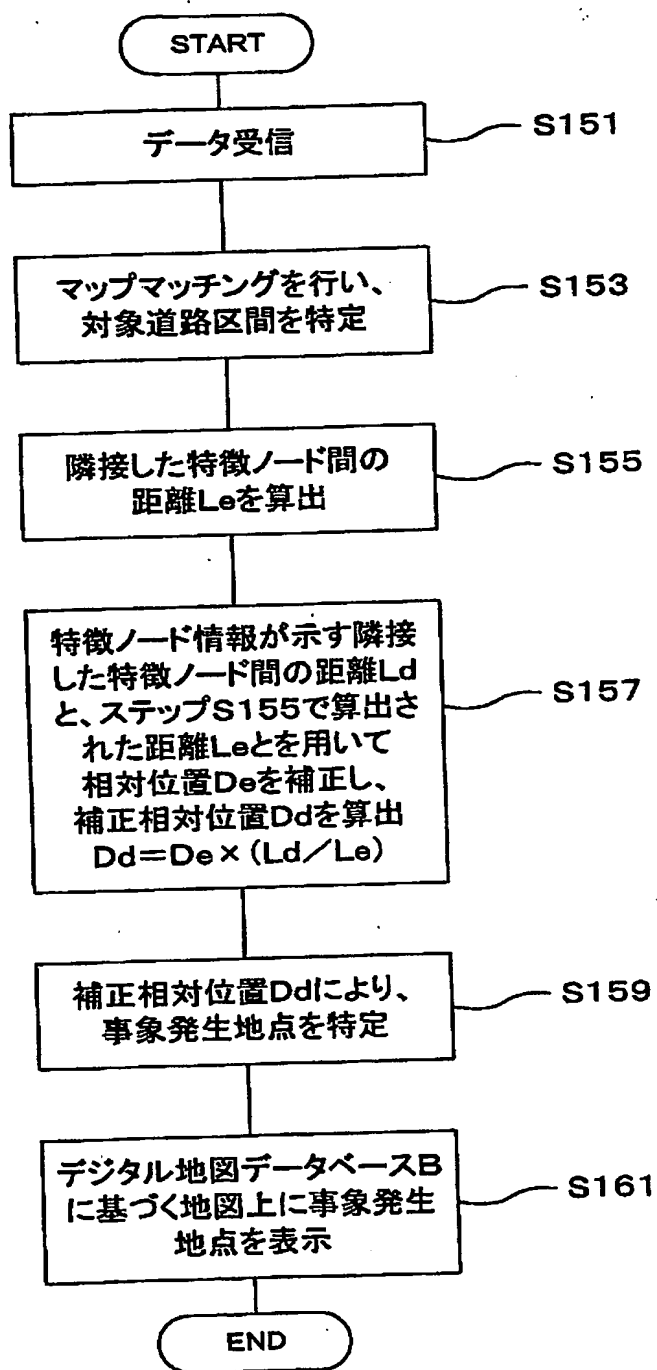 START
データ受信
S151
マップマッチングを行い、
対象道路区間を特定
S153
隣接した特徴ノード間の
距離Leを算出
S155
特徴ノード情報が示す隣接
した特徴ノード間の距離Ld
と、ステップS155で算出さ
れた距離Leとを用いて
相対位置Deを補正し、
補正相対位置Ddを算出
Dd＝De×（Ld／Le）
S157
補正相対位置Ddにより、
事象発生地点を特定
S159
デジタル地図データベースB
に基づく地図上に事象発生
地点を表示
S161
END